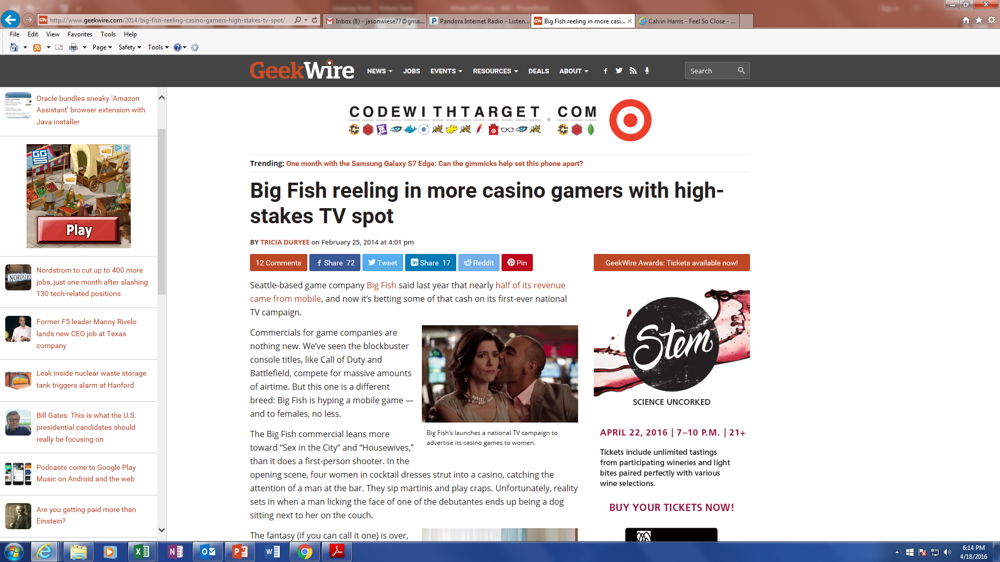 http://www.geekwire.com/2014/big-fish-reeling-casino-gamers-high-stakes-tv-spot/
Inbox (8) - jasonwiese77@gma...
Pandora Internet Radio - Listen...
Big Fish reeling in more casi...
Calvin Harris - Feel So Close - ...
File Edit View Favorites Tools Help
Page Safety Tools
GeekWire NEWS JOBS EVENTS RESOURCES DEALS ABOUT Search
Oracle bundles sneaky ‘Amazon
Assistant’ browser extension with
Java installer
GGS
Play
Nordstrom to cut up to 400 more
jobs, just one month after slashing
130 tech-related positions
Former F5 leader Manny Rivelo
lands new CEO job at Texas
company
Leak inside nuclear waste storage
tank triggers alarm at Hanford
Bill Gates: This is what the U.S.
presidential candidates should
really be focusing on
Podcasts come to Google Play
Music on Android and the web
Are you getting paid more than
Einstein?
CODEWITHTARGET.COM
Trending: One month with the Samsung Galaxy S7 Edge: Can the gimmicks help set this phone apart?
Big Fish reeling in more casino gamers with high-
stakes TV spot
BY TRICIA DURYEE on February 25, 2014 at 4:01 pm
12 Comments Share 72 Tweet Share 17 Reddit Pin
Seattle-based game company Big Fish said last year that nearly half of its revenue
came from mobile, and now it’s betting some of that cash on its first-ever national
TV campaign.
Commercials for game companies are
nothing new. We’ve seen the blockbuster
console titles, like Call of Duty and
Battlefield, compete for massive amounts
of airtime. But this one is a different
breed: Big Fish is hyping a mobile game —
and to females, no less.
Big Fish’s launches a national TV campaign to
advertise its casino games to women.
The Big Fish commercial leans more
toward “Sex in the City” and “Housewives,”
than it does a first-person shooter. In the
opening scene, four women in cocktail dresses strut into a casino, catching the
attention of a man at the bar. They sip martinis and play craps. Unfortunately, reality
sets in when a man licking the face of one of the debutantes ends up being a dog
sitting next to her on the couch.
The fantasy (if you can call it one) is over,
GeekWire Awards: Tickets available now!
Stem
SCIENCE UNCORKED
APRIL 22, 2016 | 7–10 P.M. | 21+
Tickets include unlimited tastings
from participating wineries and light
bites paired perfectly with various
wine selections.
BUY YOUR TICKETS NOW!
6:14 PM
4/18/2016